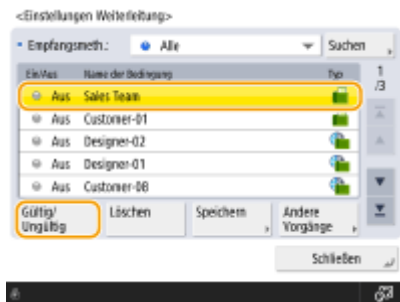 <Einstellungen Weiterleitung>
Empfangsmeth.: Alle Suchen
Ein/Aus Name der Bedingung Typ
Aus Sales Team
Aus Customer-01
Aus Designer-02
Aus Designer-01
Aus Customer-08
1
/3
Gültig/
Ungültig
Löschen
Speichern
Andere
Vorgänge
Schließen